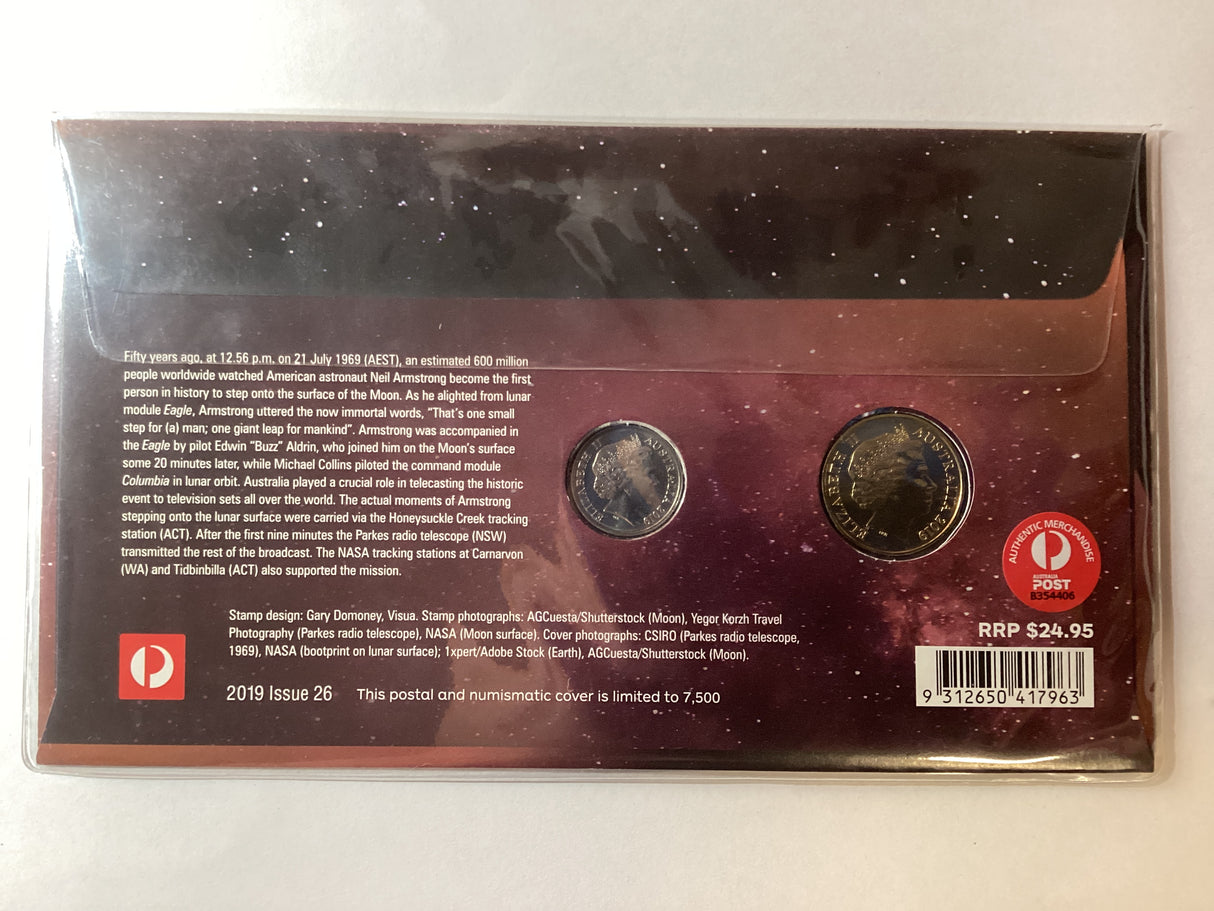 Fifty years ago, at 12.56 p.m. on 21 July 1969 (AEST), an estimated 600 million
people worldwide watched American astronaut Neil Armstrong become the first
person in history to step onto the surface of the Moon. As he alighted from lunar
module Eagle, Armstrong uttered the now immortal words, "That's one small
step for (a) man; one giant leap for mankind". Armstrong was accompanied in
the Eagle by pilot Edwin "Buzz" Aldrin, who joined him on the Moon's surface
some 20 minutes later, while Michael Collins piloted the command module
Columbia in lunar orbit. Australia played a crucial role in telecasting the historic
event to television sets all over the world. The actual moments of Armstrong
stepping onto the lunar surface were carried via the Honeysuckle Creek tracking
station (ACT). After the first nine minutes the Parkes radio telescope (NSW)
transmitted the rest of the broadcast. The NASA tracking stations at Carnarvon
(WA) and Tidbinbilla (ACT) also supported the mission.
ELIZABETH II AUSTRALIA 2019
ELIZABETH II AUSTRALIA 2019
AUTHENTIC MERCHANDISE
AUSTRALIA
POST
B354406
Stamp design: Gary Domoney, Visua. Stamp photographs: AGCuesta/Shutterstock (Moon), Yegor Korzh Travel
Photography (Parkes radio telescope), NASA (Moon surface). Cover photographs: CSIRO (Parkes radio telescope,
1969), NASA (bootprint on lunar surface); 1xpert/Adobe Stock (Earth), AGCuesta/Shutterstock (Moon).
RRP $24.95
2019 Issue 26 This postal and numismatic cover is limited to 7,500
9 312650 417963